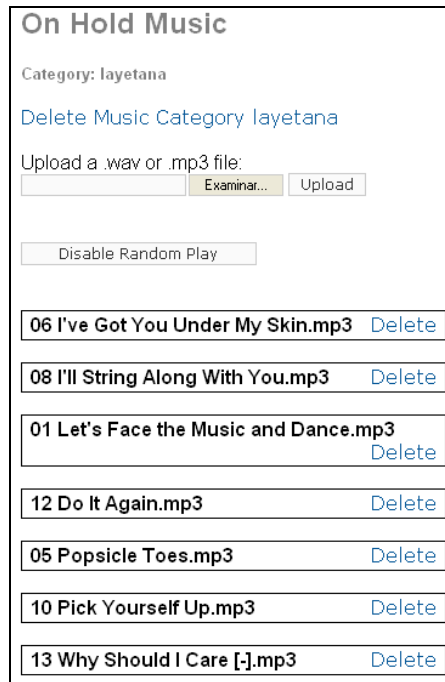 On Hold Music
Category: layetana
Delete Music Category layetana
Upload a .wav or .mp3 file:
Examinar... Upload
Disable Random Play
06 I've Got You Under My Skin.mp3 Delete
08 I'll String Along With You.mp3 Delete
01 Let's Face the Music and Dance.mp3
Delete
12 Do It Again.mp3 Delete
05 Popsicle Toes.mp3 Delete
10 Pick Yourself Up.mp3 Delete
13 Why Should I Care [-].mp3 Delete